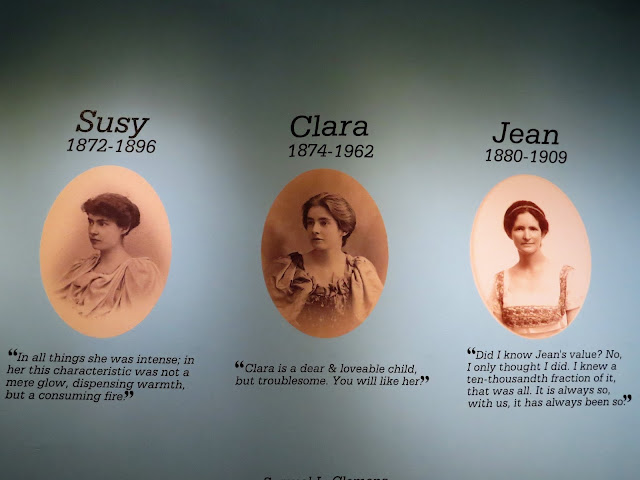 Susy
1872-1896
“In all things she was intense; in
her this characteristic was not a
mere glow, dispensing warmth,
but a consuming fire”
Clara
1874-1962
“Clara is a dear & loveable child,
but troublesome. You will like her.”
Jean
1880-1909
“Did I know Jean's value? No,
I only thought I did. I knew a
ten-thousandth fraction of it,
that was all. It is always so,
with us, it has always been so.”
Samuel L. Clemens